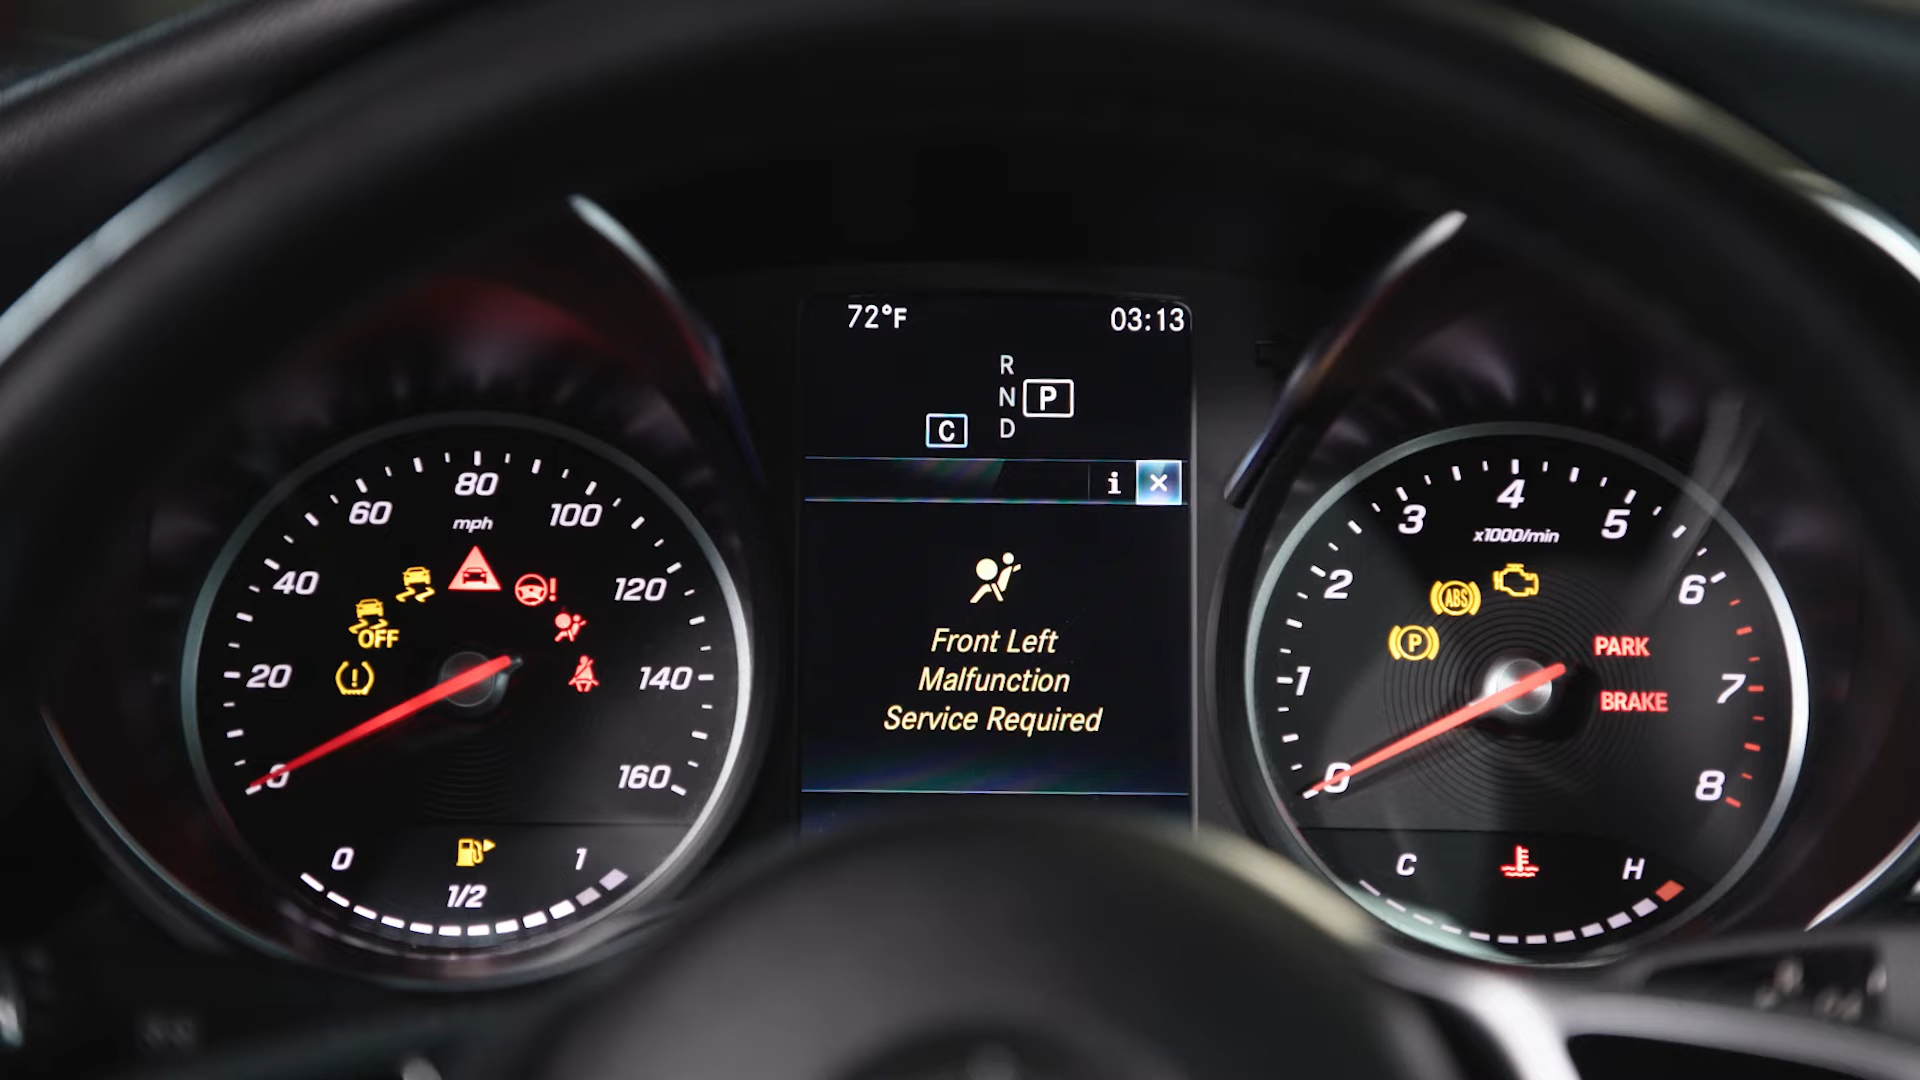 72°F 03:13
R
N P
C D
i ×
Front Left
Malfunction
Service Required
0
20
40
60
80
100
120
140
160
mph
OFF
!
!
0 1/2 1
0
1
2
3
4
5
6
7
8
x1000/min
ABS
P
PARK
BRAKE
C H